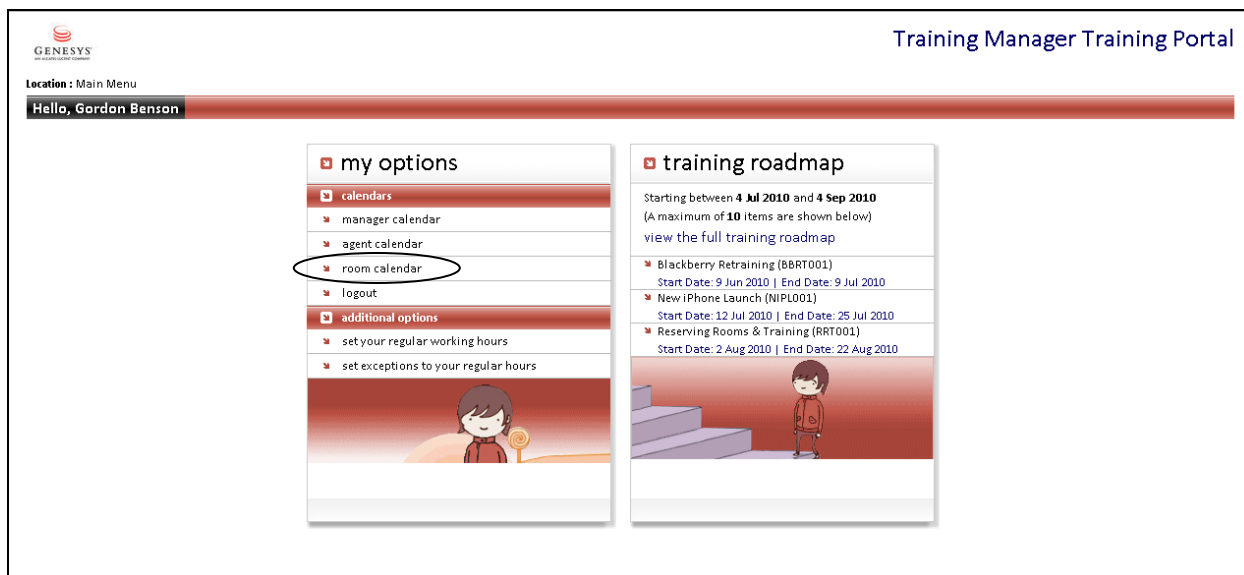 GENESYS
AN ALCATEL-LUCENT COMPANY
Training Manager Training Portal
Location : Main Menu
Hello, Gordon Benson
my options
calendars
manager calendar
agent calendar
room calendar
logout
additional options
set your regular working hours
set exceptions to your regular hours
training roadmap
Starting between 4 Jul 2010 and 4 Sep 2010
(A maximum of 10 items are shown below)
view the full training roadmap
Blackberry Retraining (BBRT001)
Start Date: 9 Jun 2010 | End Date: 9 Jul 2010
New iPhone Launch (NIPL001)
Start Date: 12 Jul 2010 | End Date: 25 Jul 2010
Reserving Rooms & Training (RRT001)
Start Date: 2 Aug 2010 | End Date: 22 Aug 2010